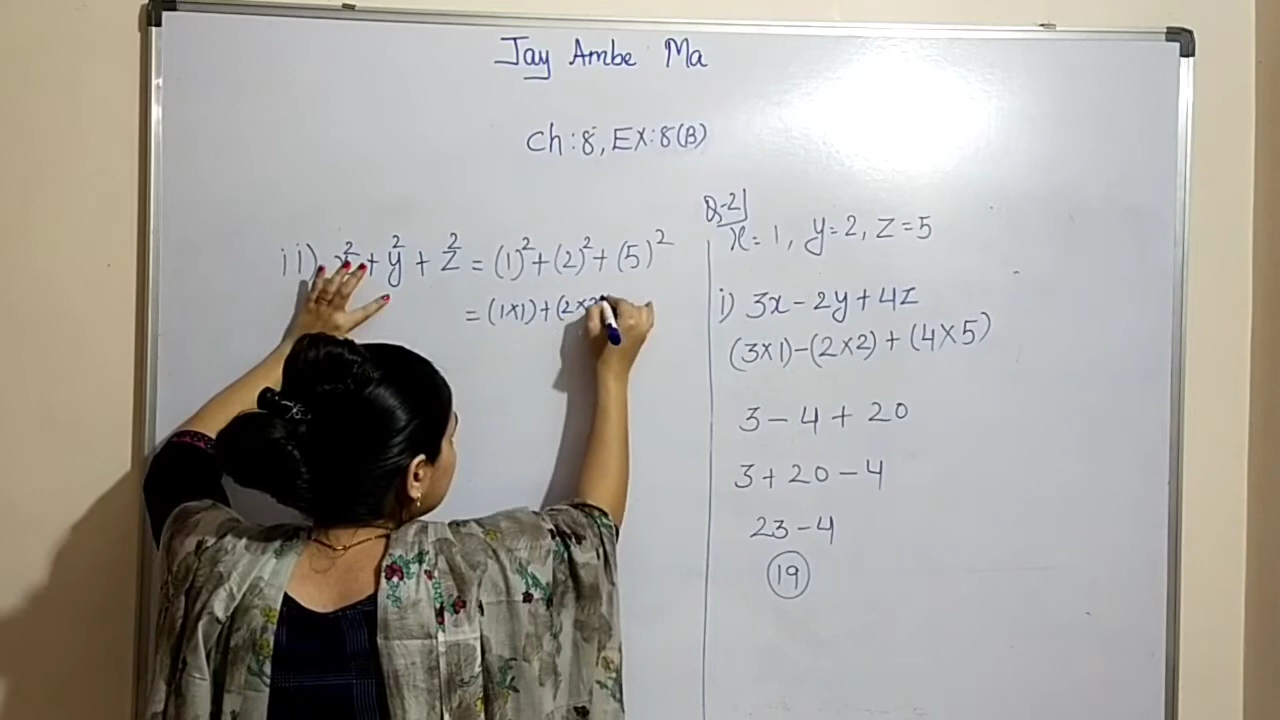 Jay Ambe Ma
Ch:8, EX:8(B)
ii) x² + y² + z² = (1)² + (2)² + (5)²
= (1×1) + (2×2
Q-2
x = 1, y = 2, z = 5
i) 3x - 2y + 4z
(3×1) - (2×2) + (4×5)
3 - 4 + 20
3 + 20 - 4
23 - 4
19